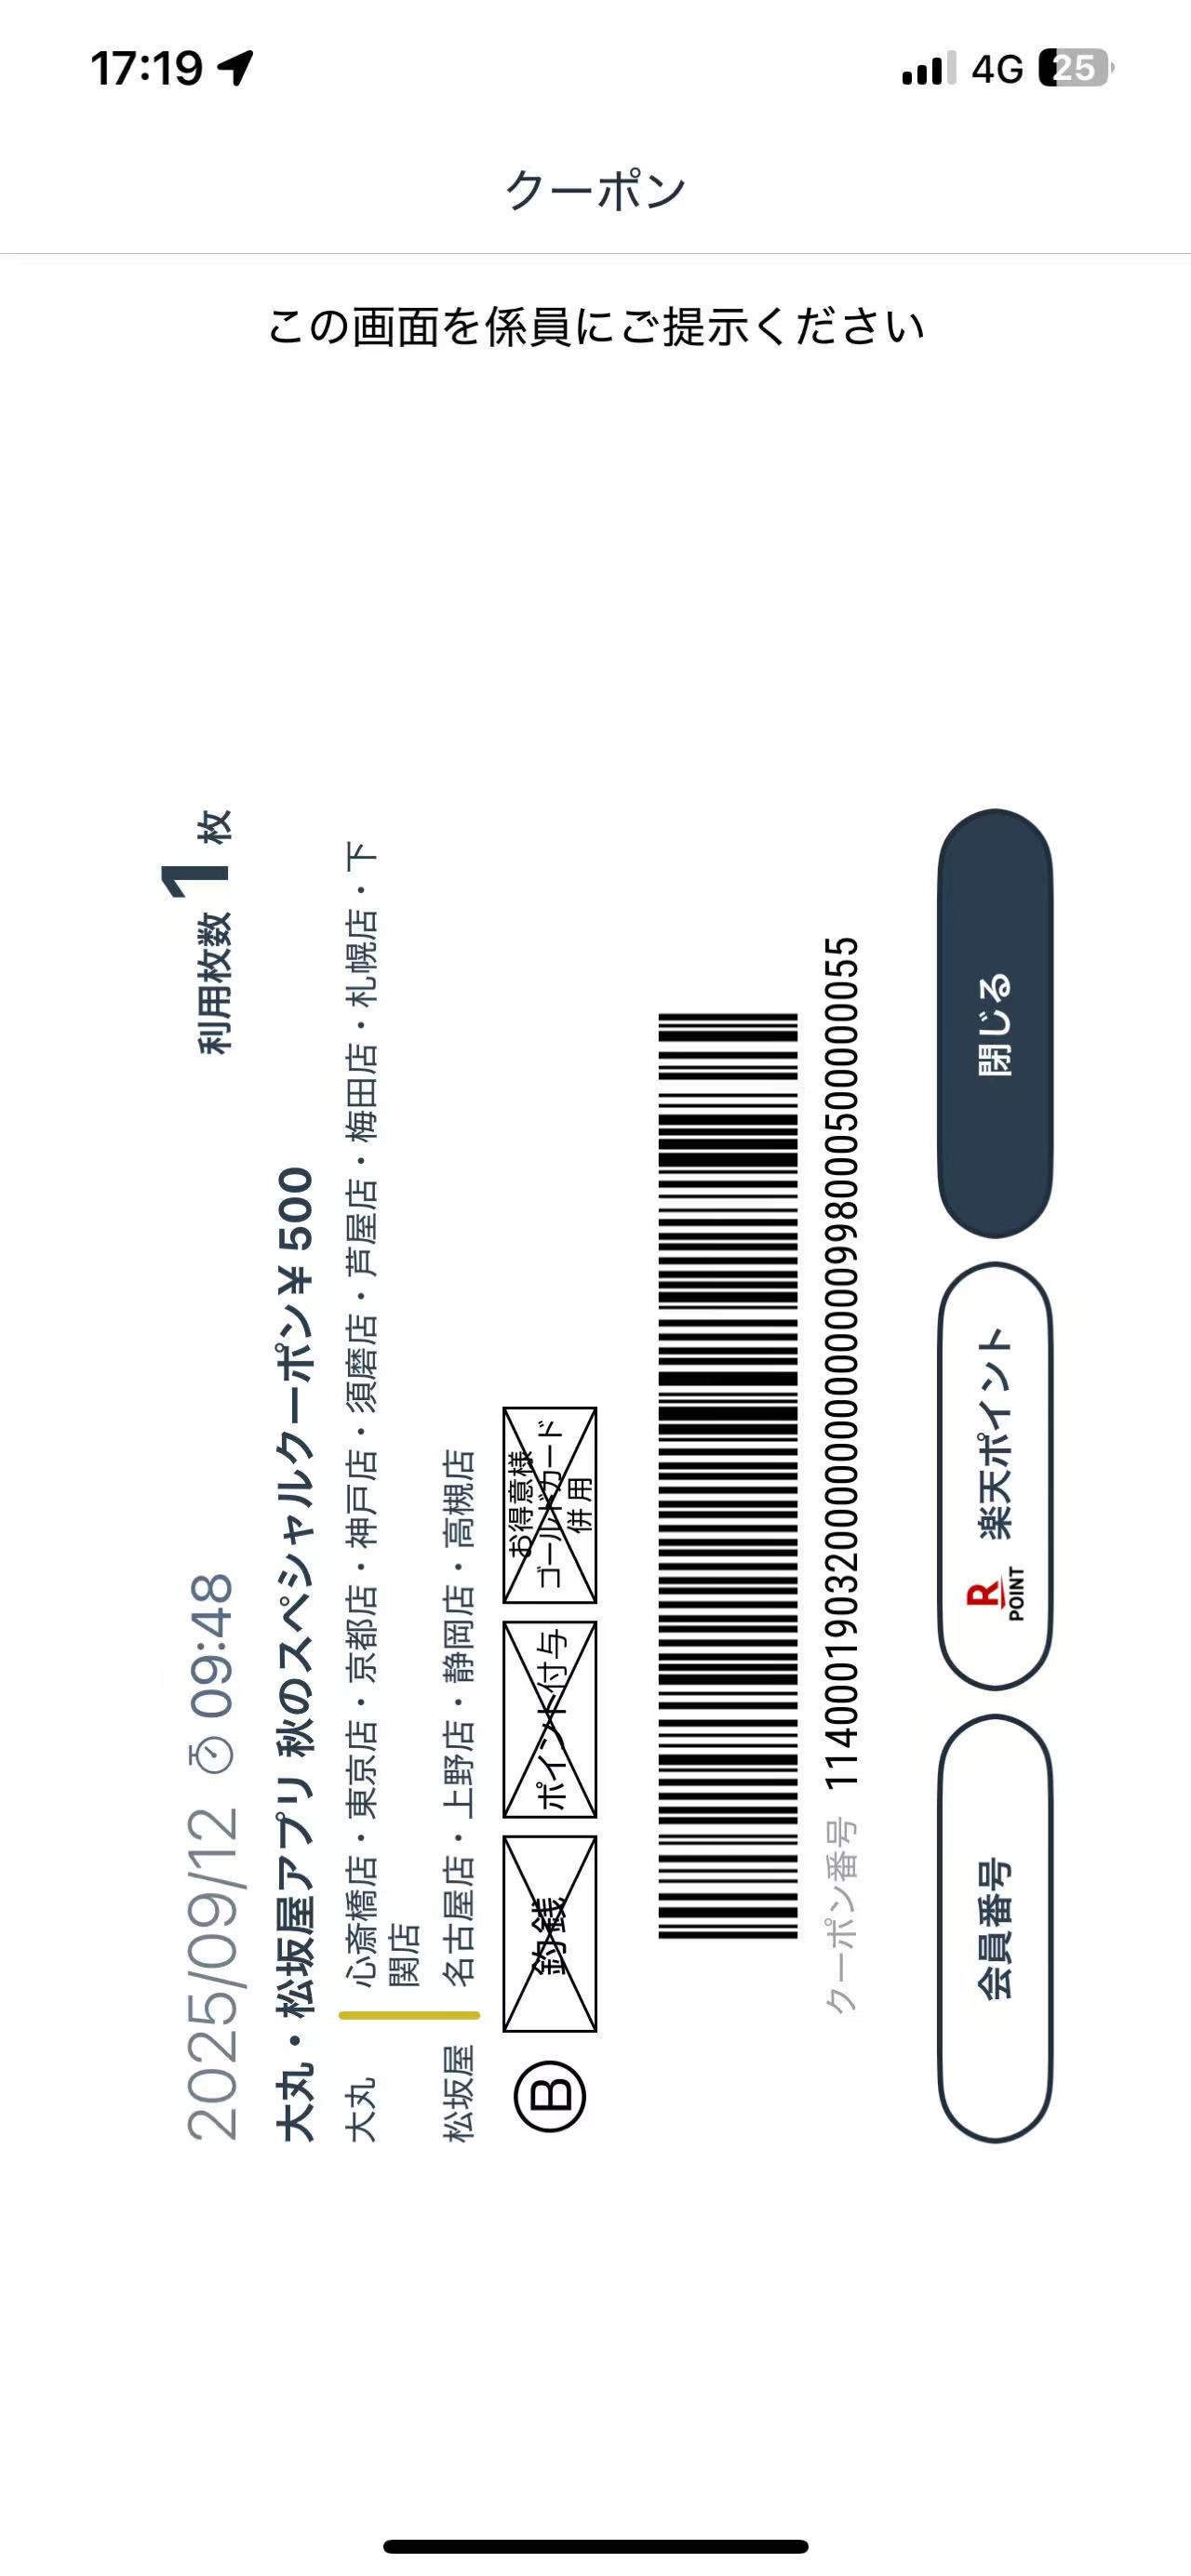 17:19
4G 25
クーポン
この画面を係員にご提示ください
2025/09/12 09:48
利用枚数 1 枚
大丸・松坂屋アプリ 秋のスペシャルクーポン¥500
大丸 心斎橋店・東京店・京都店・神戸店・須磨店・芦屋店・梅田店・札幌店・下
関店
松坂屋 名古屋店・上野店・静岡店・高槻店
B
釣銭
ポイント付与
お得意様
ゴールドカード
併用
クーポン番号 1140001903200000000000009980005000000055
会員番号
R POINT 楽天ポイント
閉じる